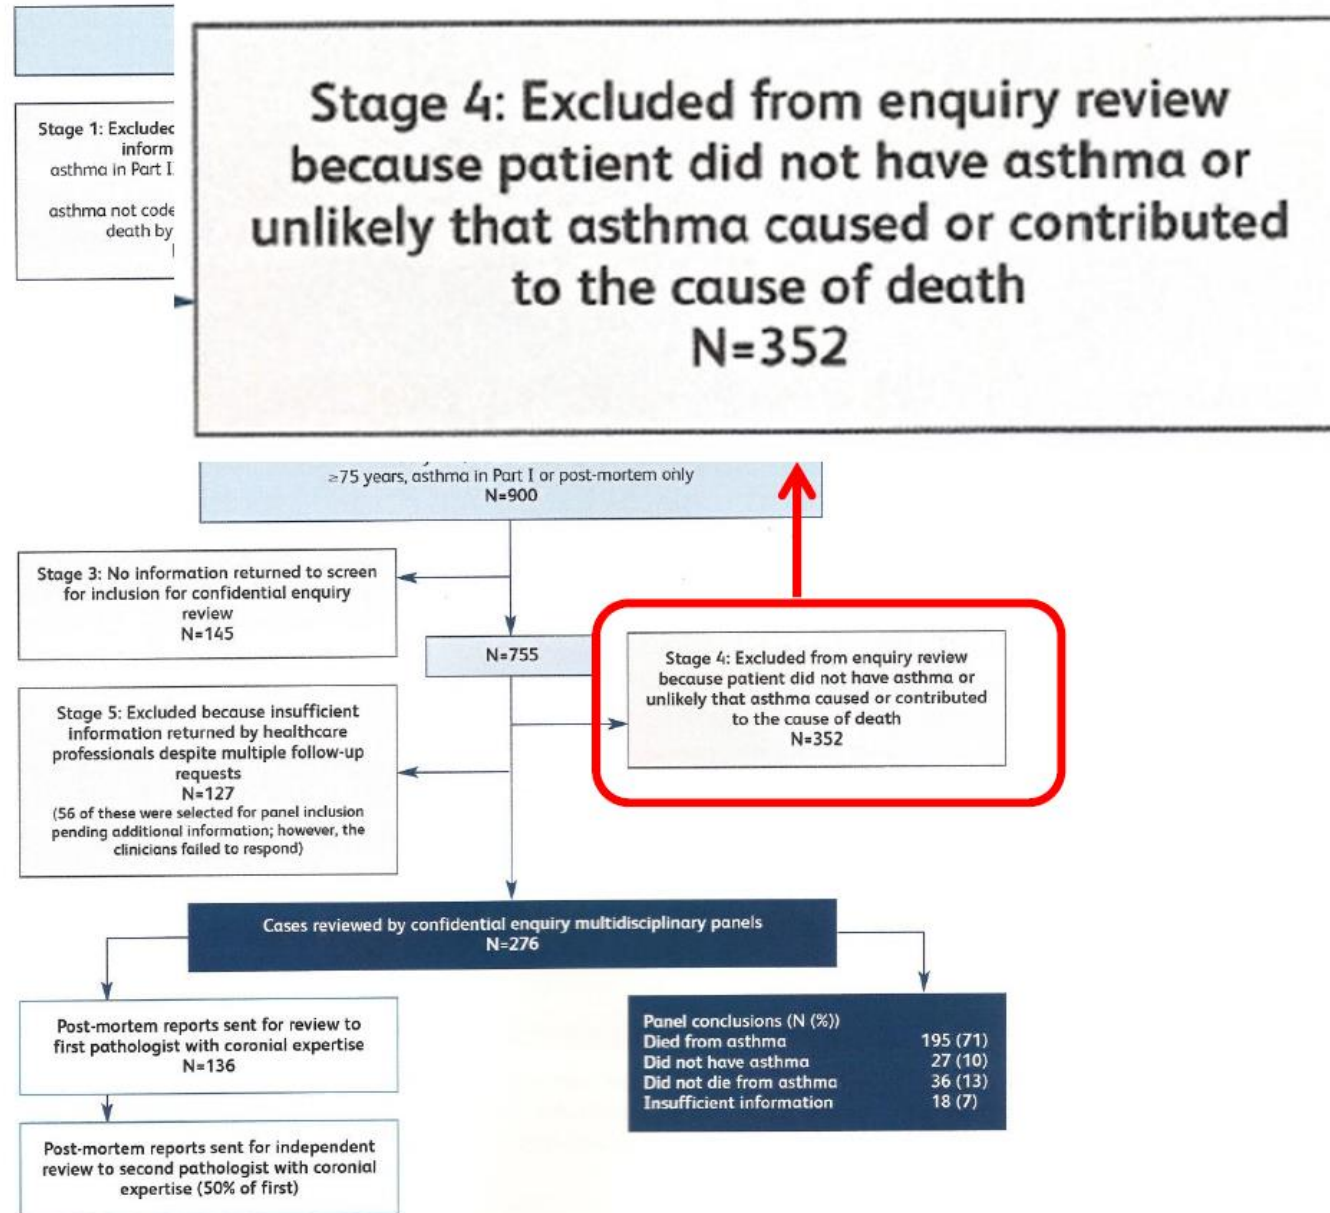 Stage 1: Excluded
inform
asthma in Part I
asthma not code
death by
Stage 4: Excluded from enquiry review
because patient did not have asthma or
unlikely that asthma caused or contributed
to the cause of death
N=352
≥75 years, asthma in Part I or post-mortem only
N=900
Stage 3: No information returned to screen
for inclusion for confidential enquiry
review
N=145
N=755
Stage 4: Excluded from enquiry review
because patient did not have asthma or
unlikely that asthma caused or contributed
to the cause of death
N=352
Stage 5: Excluded because insufficient
information returned by healthcare
professionals despite multiple follow-up
requests
N=127
(56 of these were selected for panel inclusion
pending additional information; however, the
clinicians failed to respond)
Cases reviewed by confidential enquiry multidisciplinary panels
N=276
Post-mortem reports sent for review to
first pathologist with coronial expertise
N=136
Panel conclusions (N (%))
Died from asthma 195 (71)
Did not have asthma 27 (10)
Did not die from asthma 36 (13)
Insufficient information 18 (7)
Post-mortem reports sent for independent
review to second pathologist with coronial
expertise (50% of first)